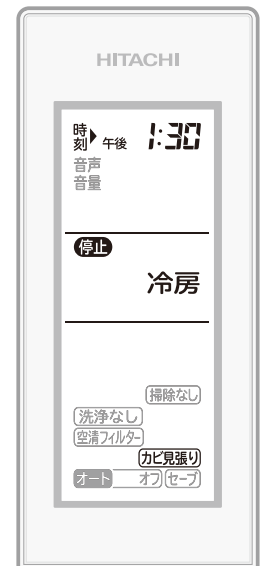 HITACHI
時刻▶ 午後 1:30
音声
音量
停止
冷房
掃除なし
洗浄なし
空清フィルター
カビ見張り
オート オフ セーブ